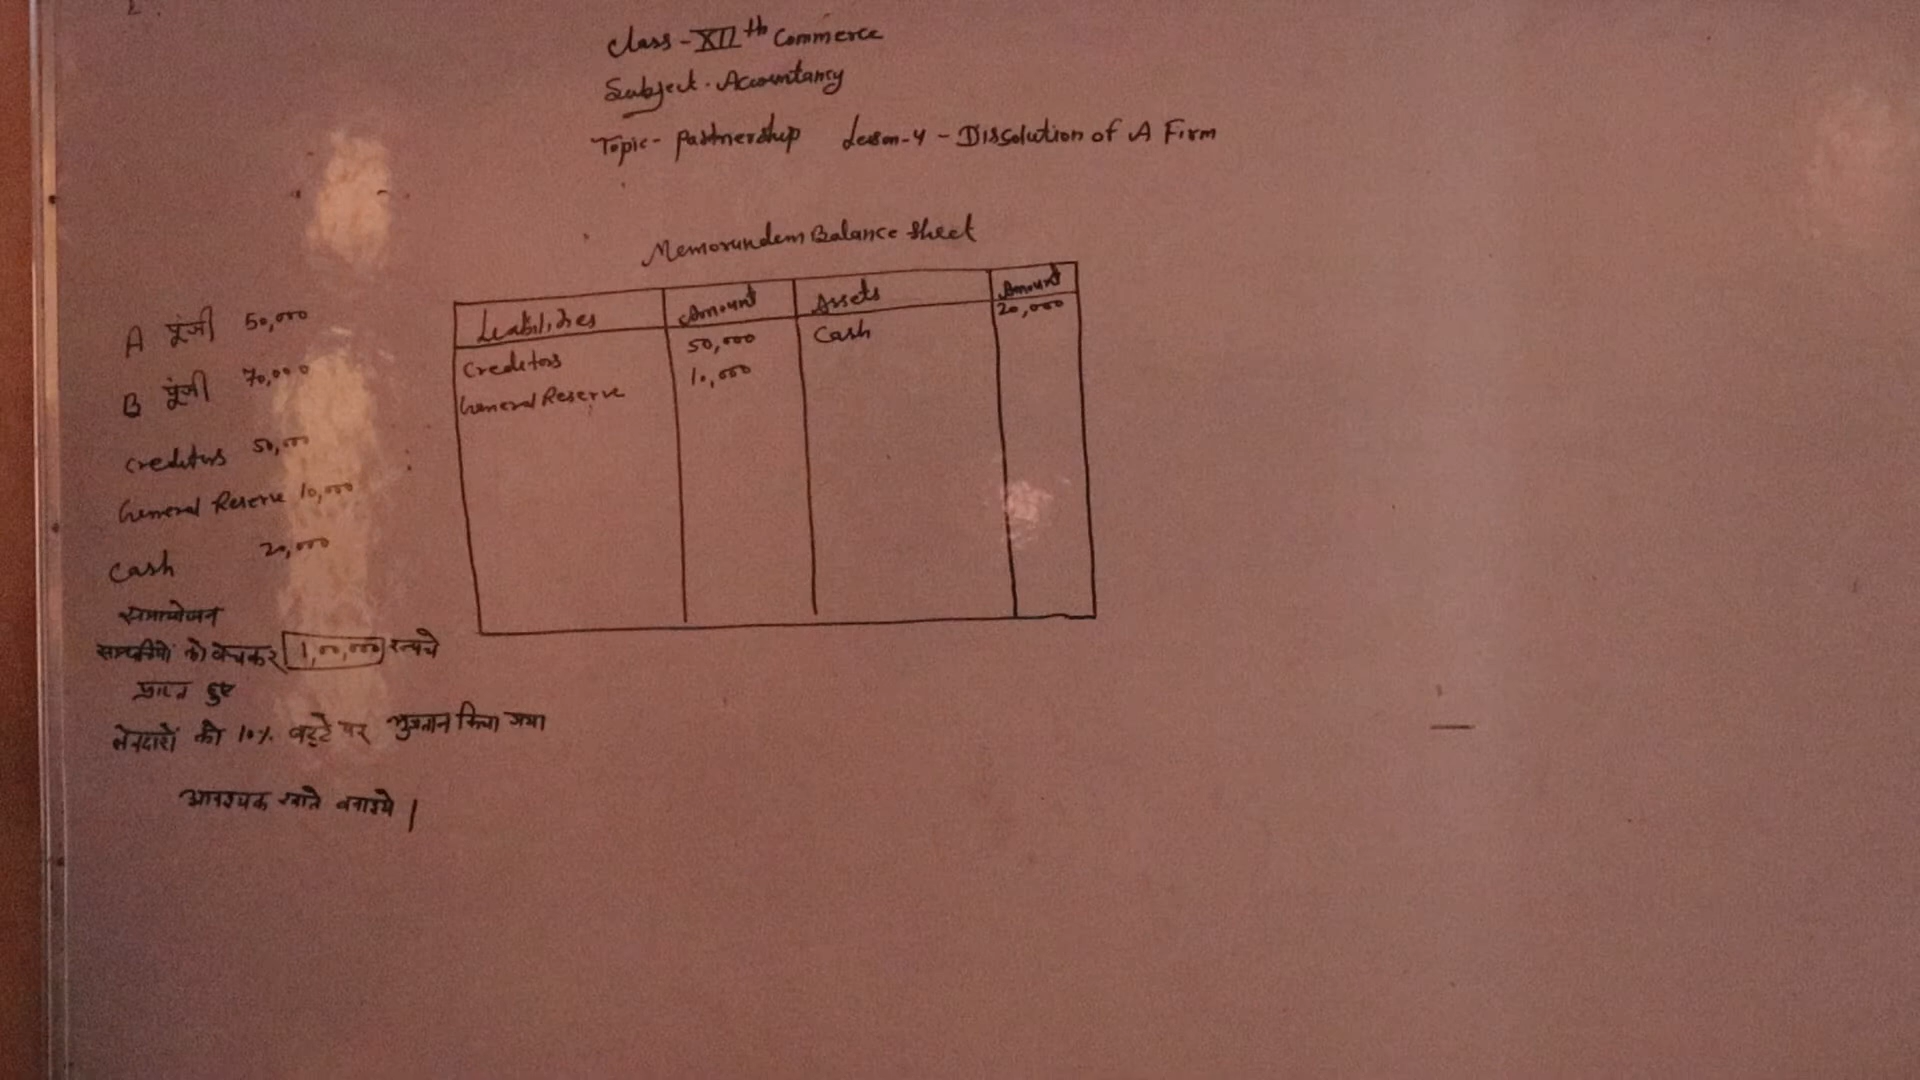 Class - XII th Commerce
Subject. Accountancy
Topic - Partnership Lesson-4 - Dissolution of A Firm
Memorundem Balance Sheet
Liabilities Amount Assets Amount
Creditors 50,000 Cash 20,000
General Reserve 10,000
A पूंजी 50,000
B पूंजी 70,000
Creditors 50,000
General Reserve 10,000
Cash 20,000
समायोजन
सम्पत्तियों को बेचकर 1,00,000 रुपये
प्राप्त हुए
लेनदारों को 10% बट्टे पर भुगतान किया गया
आवश्यक खाते बनाइये |